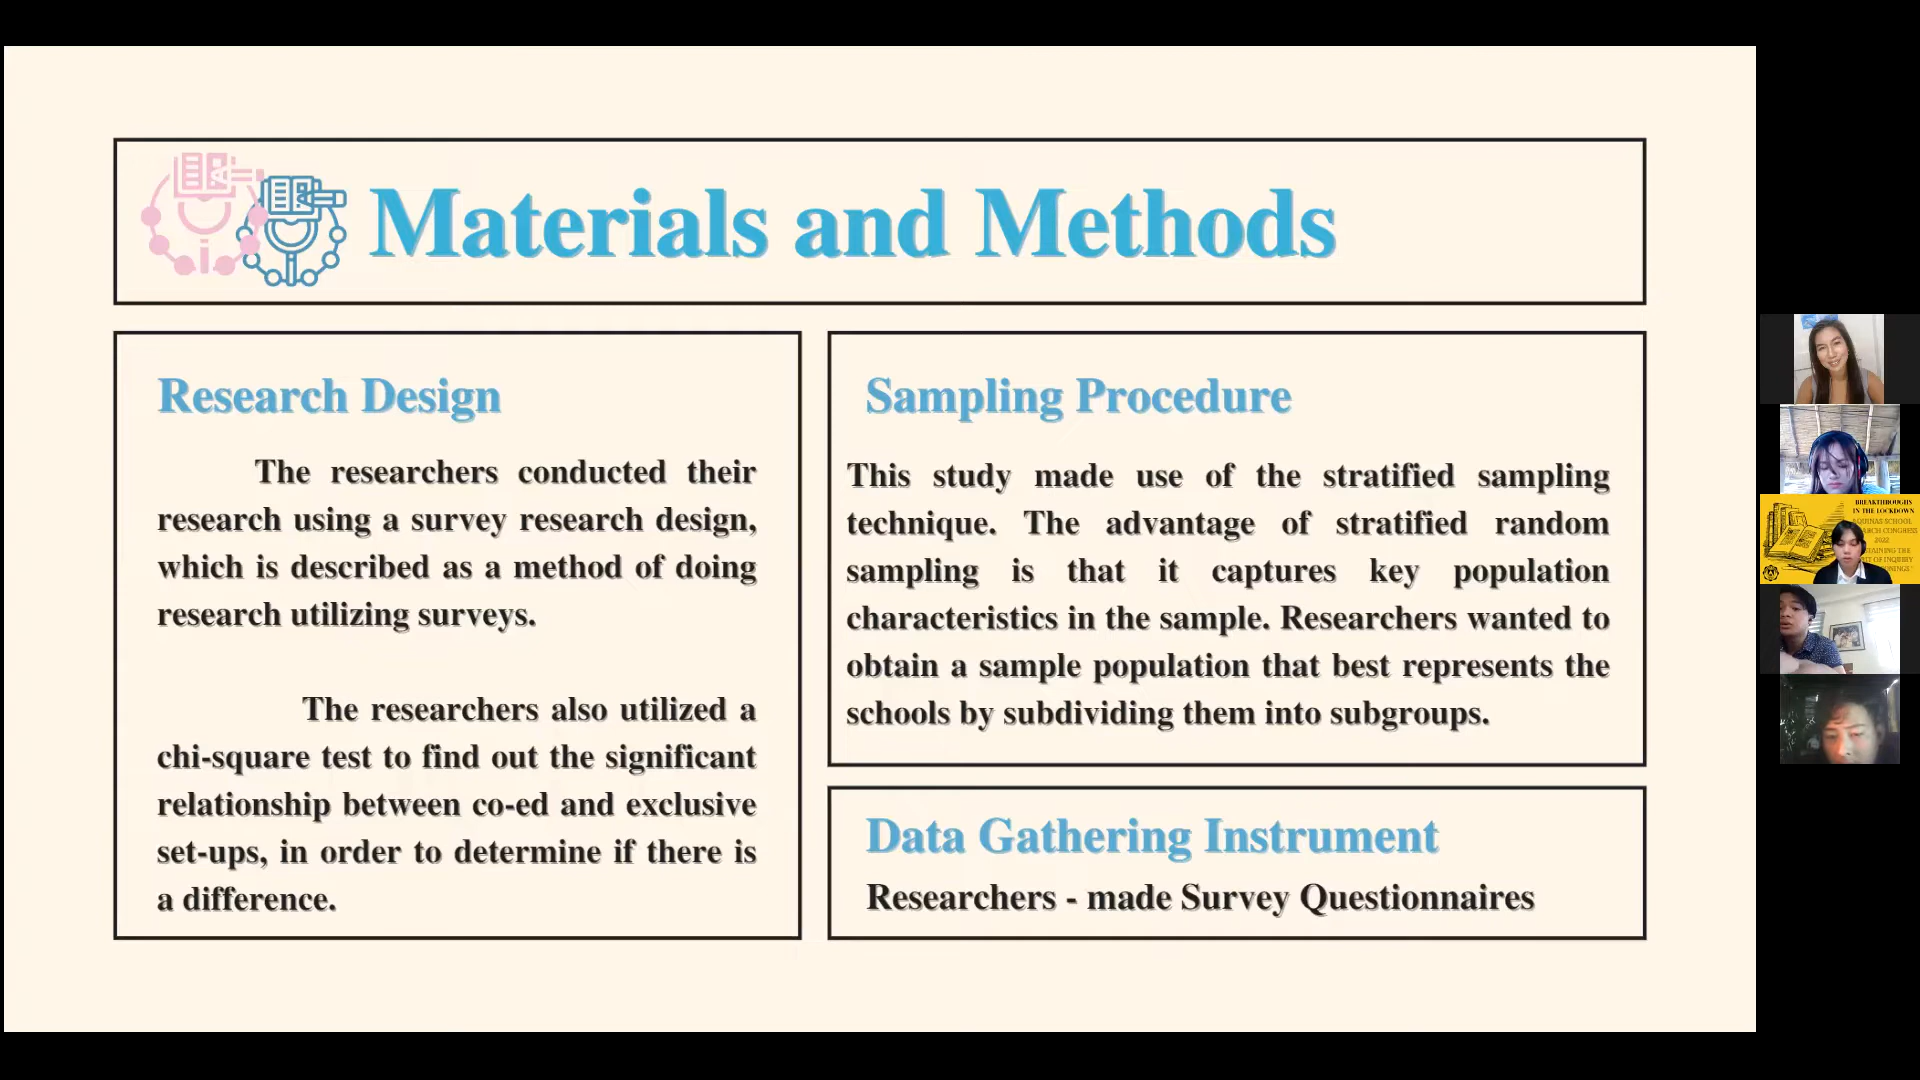 Materials and Methods
Research Design
The researchers conducted their
research using a survey research design,
which is described as a method of doing
research utilizing surveys.
The researchers also utilized a
chi-square test to find out the significant
relationship between co-ed and exclusive
set-ups, in order to determine if there is
a difference.
Sampling Procedure
This study made use of the stratified sampling
technique. The advantage of stratified random
sampling is that it captures key population
characteristics in the sample. Researchers wanted to
obtain a sample population that best represents the
schools by subdividing them into subgroups.
Data Gathering Instrument
Researchers - made Survey Questionnaires
BREAKTHROUGHS
IN THE LOCKDOWN
SCHOOL
CONGRESS
2022